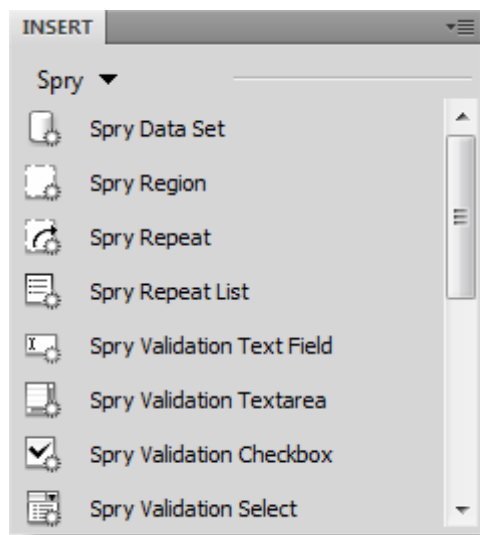 INSERT
Spry
Spry Data Set
Spry Region
Spry Repeat
Spry Repeat List
Spry Validation Text Field
Spry Validation Textarea
Spry Validation Checkbox
Spry Validation Select